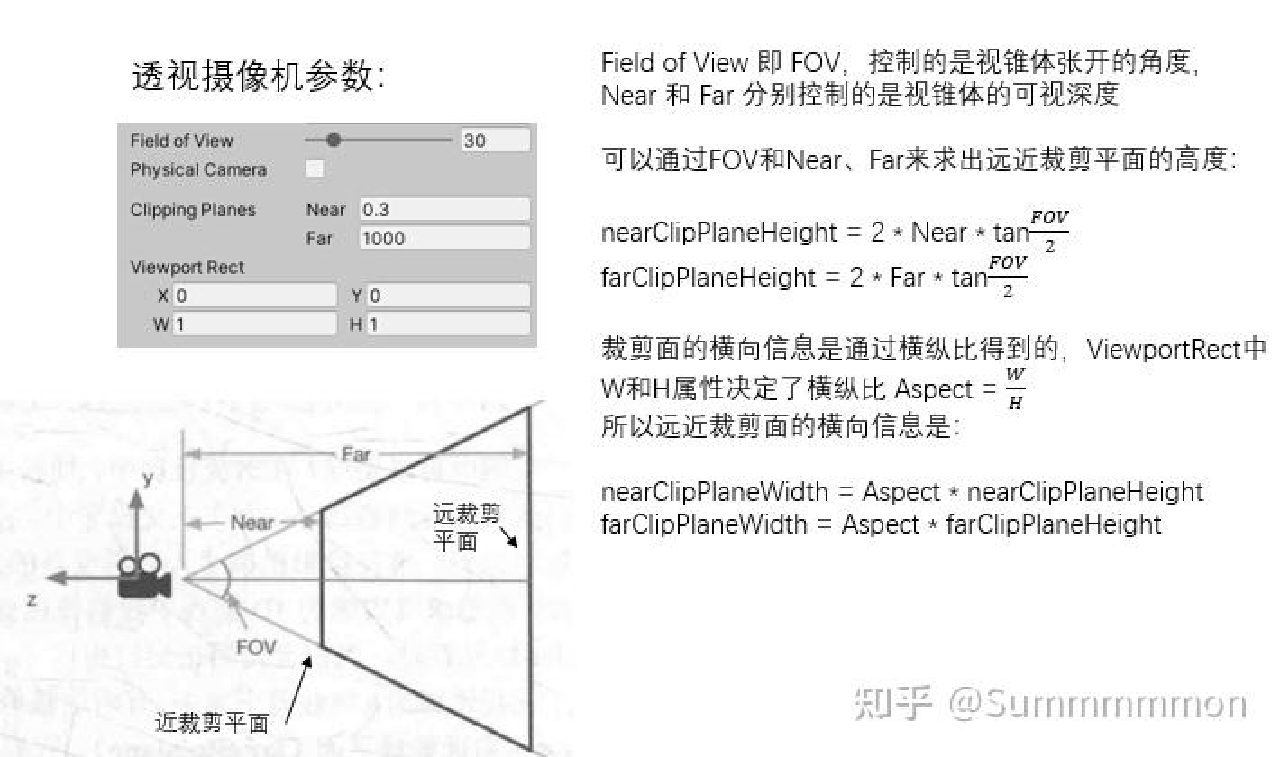 透视摄像机参数：
Field of View 30
Physical Camera
Clipping Planes Near 0.3
Far 1000
Viewport Rect
X 0 Y 0
W 1 H 1
Far
y
Near
远裁剪
平面
z
FOV
近裁剪平面
Field of View 即 FOV，控制的是视锥体张开的角度，
Near 和 Far 分别控制的是视锥体的可视深度
可以通过FOV和Near、Far来求出远近裁剪平面的高度：
nearClipPlaneHeight = 2 * Near * tan FOV/2
farClipPlaneHeight = 2 * Far * tan FOV/2
裁剪面的横向信息是通过横纵比得到的，ViewportRect中
W和H属性决定了横纵比 Aspect = W/H
所以远近裁剪面的横向信息是：
nearClipPlaneWidth = Aspect * nearClipPlaneHeight
farClipPlaneWidth = Aspect * farClipPlaneHeight
知乎 @Summmmmon